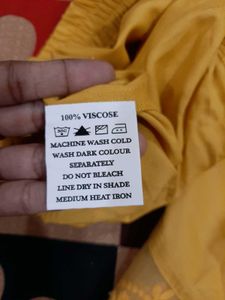 100% VISCOSE
MACHINE WASH COLD
WASH DARK COLOUR
SEPARATELY
DO NOT BLEACH
LINE DRY IN SHADE
MEDIUM HEAT IRON